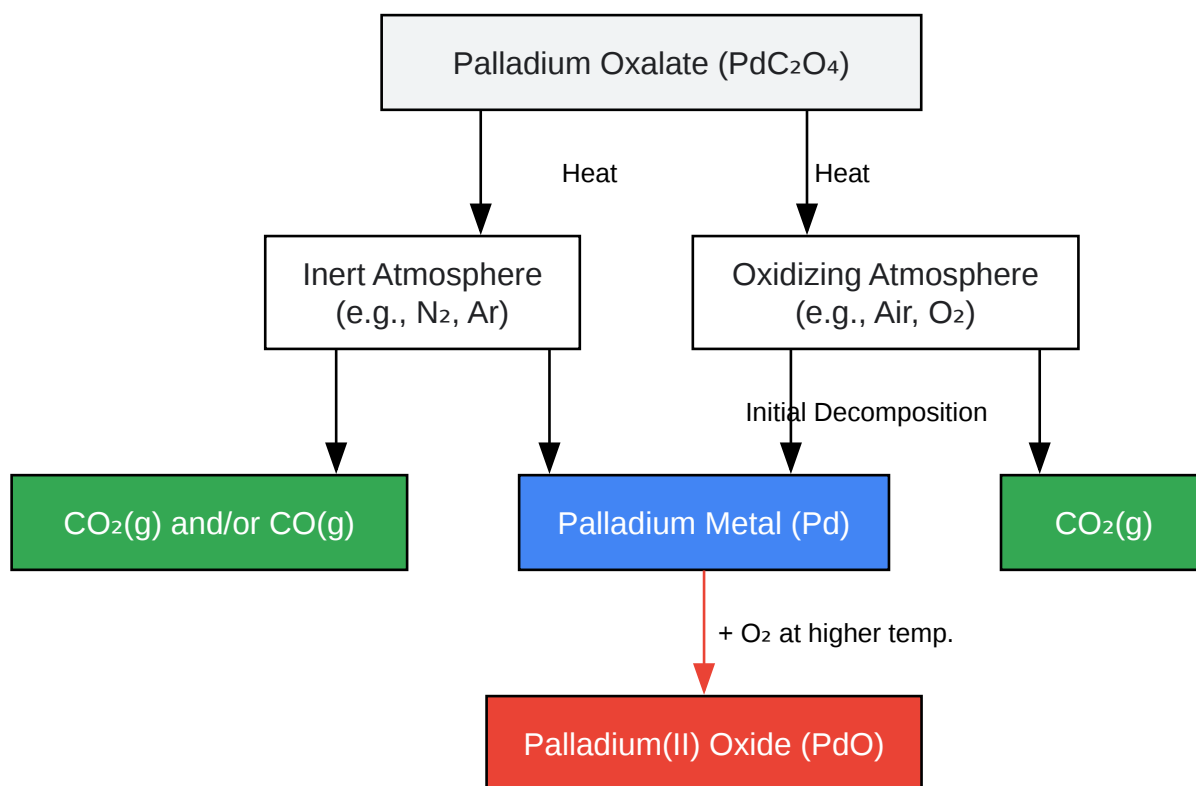 Palladium Oxalate (PdC₂O₄)
Heat
Heat
Inert Atmosphere
(e.g., N₂, Ar)
Oxidizing Atmosphere
(e.g., Air, O₂)
Initial Decomposition
CO₂(g) and/or CO(g)
Palladium Metal (Pd)
CO₂(g)
+ O₂ at higher temp.
Palladium(II) Oxide (PdO)